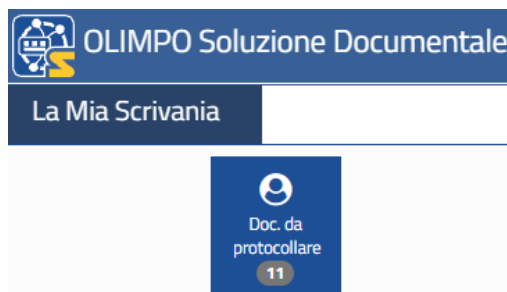 OLIMPO Soluzione Documentale
La Mia Scrivania
Doc. da
protocollare
11